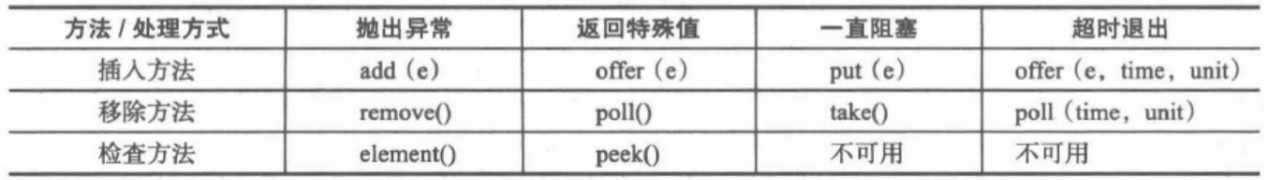 方法 / 处理方式 抛出异常 返回特殊值 一直阻塞 超时退出
插入方法 add（e） offer（e） put（e） offer（e，time，unit）
移除方法 remove() poll() take() poll（time，unit）
检查方法 element() peek() 不可用 不可用